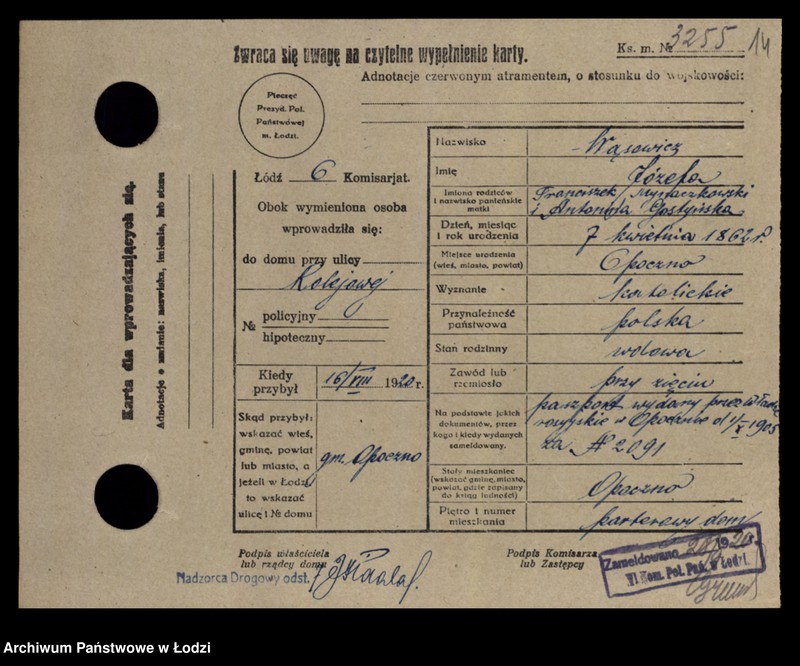 Zwraca się uwagę na czytelne wypełnienie karty.
Ks. m. № 3255
14
Adnotacje czerwonym atramentem, o stosunku do wojskowości:
Pieczęć
Prezyd. Pol.
Państwowej
m. Łodzi.
Karta dla wprowadzających się.
Adnotacje o zmianie: nazwiska, imienia, lub stanu
Łódź 6 Komisarjat.
Obok wymieniona osoba
wprowadziła się:
do domu przy ulicy
Kolejowej
№ policyjny
hipoteczny
Kiedy
przybył
16/VIII 1920 r.
Skąd przybył:
wskazać wieś,
gminę, powiat
lub miasto, a
jeżeli w Łodzi
to wskazać
ulicę i № domu
gm. Opoczno
Nazwisko
Wąsowicz
Imię
Józefa
Imiona rodziców
i nazwisko panieńskie
matki
Franciszek
i Antonina Gostyńska
Dzień, miesiąc
i rok urodzenia
7 kwietnia 1862 r.
Miejsce urodzenia
(wieś, miasto, powiat)
Opoczno
Wyznanie
katolickie
Przynależność
państwowa
polska
Stan rodzinny
wdowa
Zawód lub
rzemiosło
przy zięciu
Na podstawie jakich
dokumentów, przez
kogo i kiedy wydanych
zameldowany.
paszport wydany przez Władze
rosyjskie w Opocznie d 1/X 1905
za № 2091
Stały mieszkaniec
(wskazać gminę, miasto,
powiat, gdzie zapisany
do ksiąg ludności)
Opoczno
Piętro i numer
mieszkania
parterowy dom
Podpis właściciela
lub rządcy domu
Nadzorca Drogowy odst.
Podpis Komisarza
lub Zastępcy
Zameldowano 1920 r.
VI Kom. Pol. Pań. w Łodzi.
Archiwum Państwowe w Łodzi